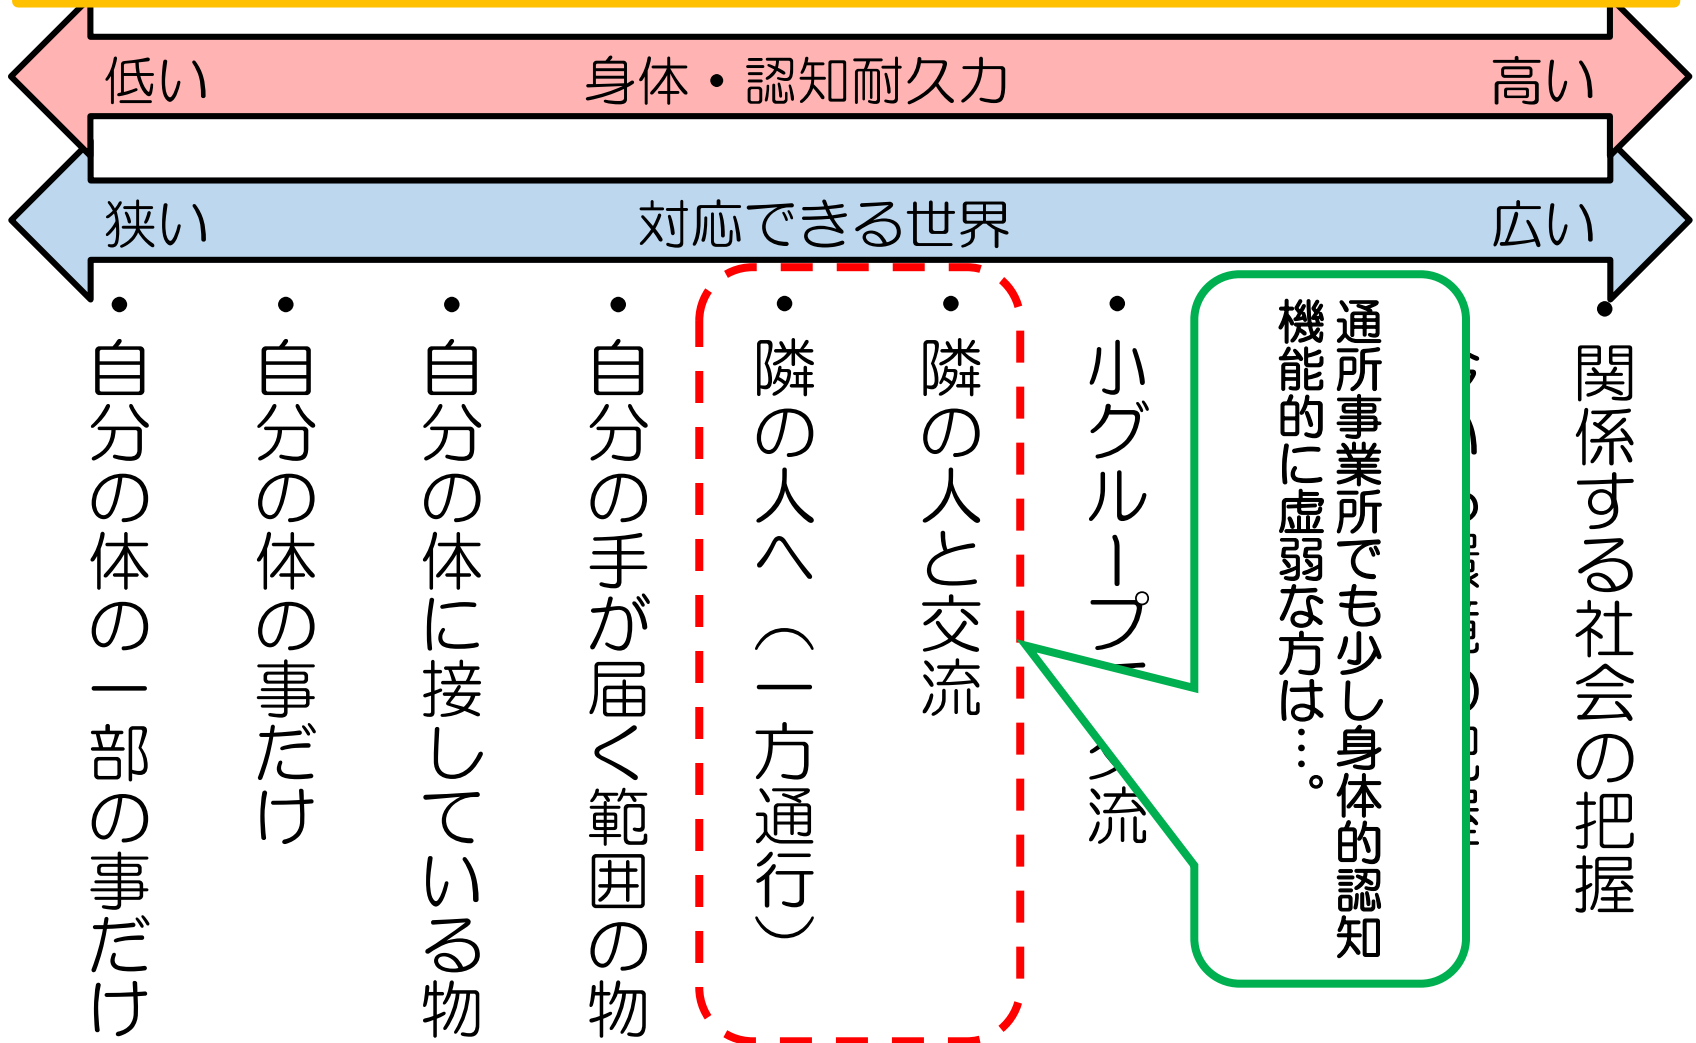 低い 身体・認知耐久力 高い
狭い 対応できる世界 広い
・関係する社会の把握
通所事業所でも少し身体的認知
機能的に虚弱な方は…。
・小グループ
流
・隣の人と交流
・隣の人へ（一方通行）
・自分の手が届く範囲の物
・自分の体に接している物
・自分の体の事だけ
・自分の体の一部の事だけ